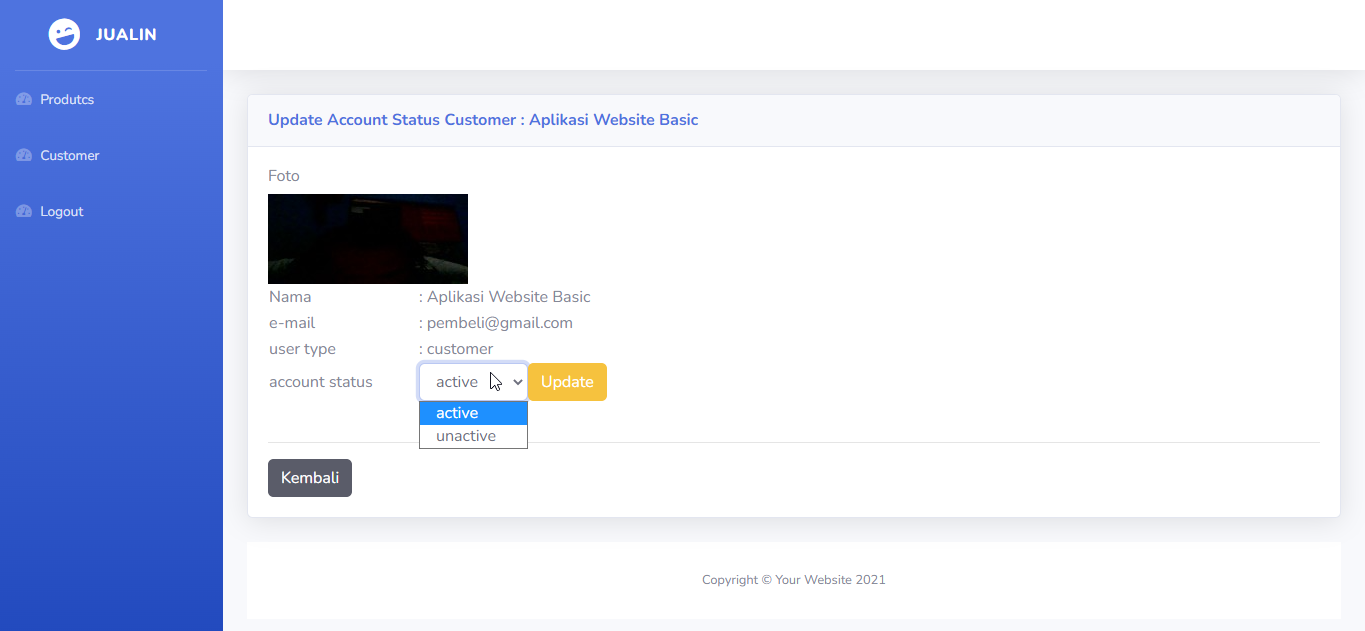 JUALIN
Produtcs
Customer
Logout
Update Account Status Customer : Aplikasi Website Basic
Foto
Nama : Aplikasi Website Basic
e-mail : pembeli@gmail.com
user type : customer
account status active Update
active
unactive
Kembali
Copyright © Your Website 2021